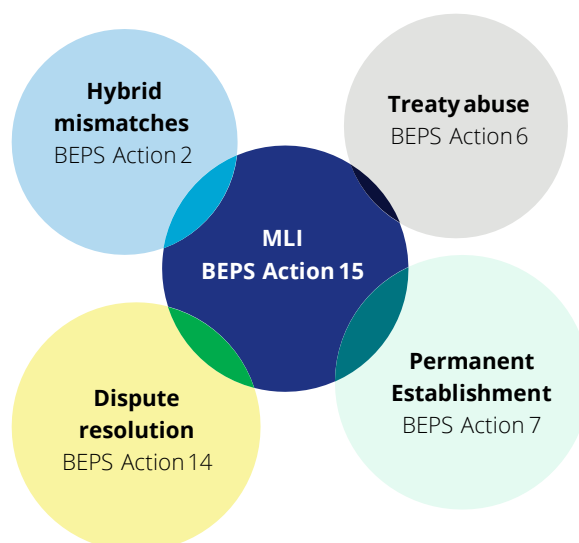 Hybrid
mismatches
BEPS Action 2
Treaty abuse
BEPS Action 6
MLI
BEPS Action 15
Dispute
resolution
BEPS Action 14
Permanent
Establishment
BEPS Action 7